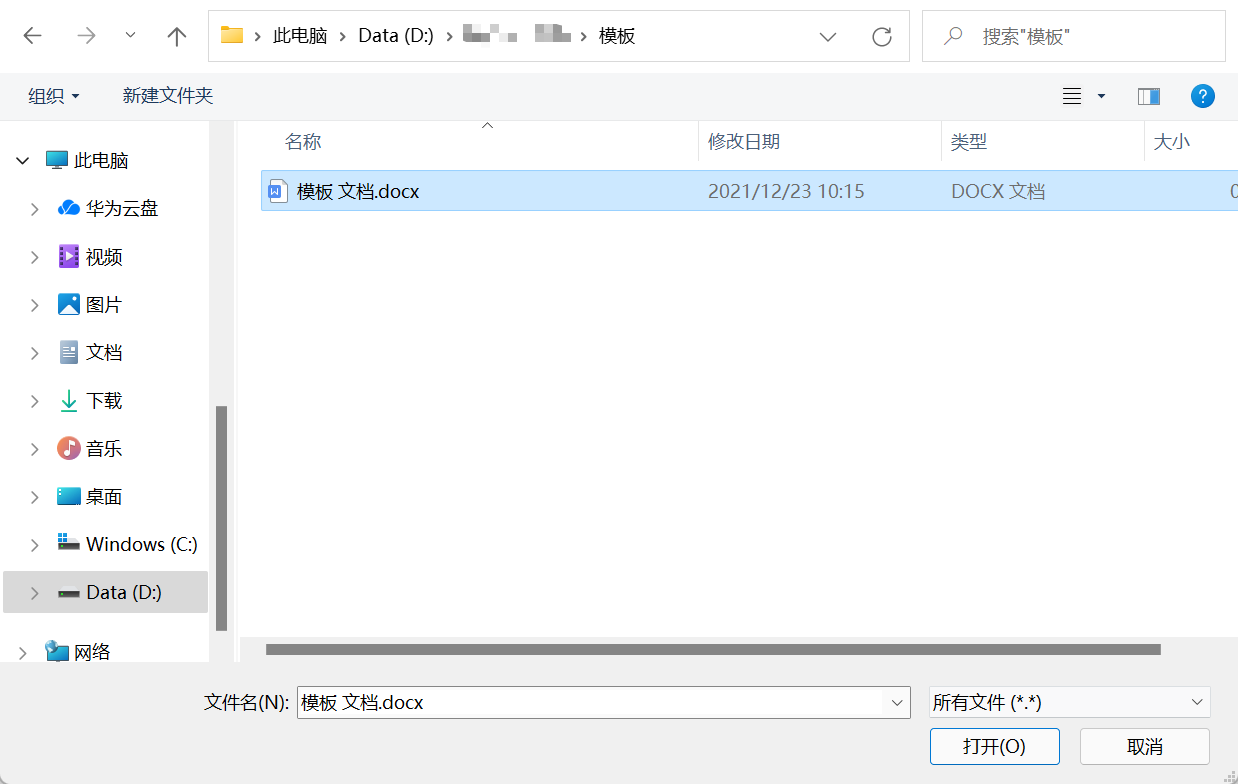 此电脑 Data (D:) 模板 搜索"模板"
组织 新建文件夹
名称 修改日期 类型 大小
模板 文档.docx 2021/12/23 10:15 DOCX 文档 0
此电脑
华为云盘
视频
图片
文档
下载
音乐
桌面
Windows (C:)
Data (D:)
网络
文件名(N): 模板 文档.docx 所有文件 (*.*)
打开(O) 取消